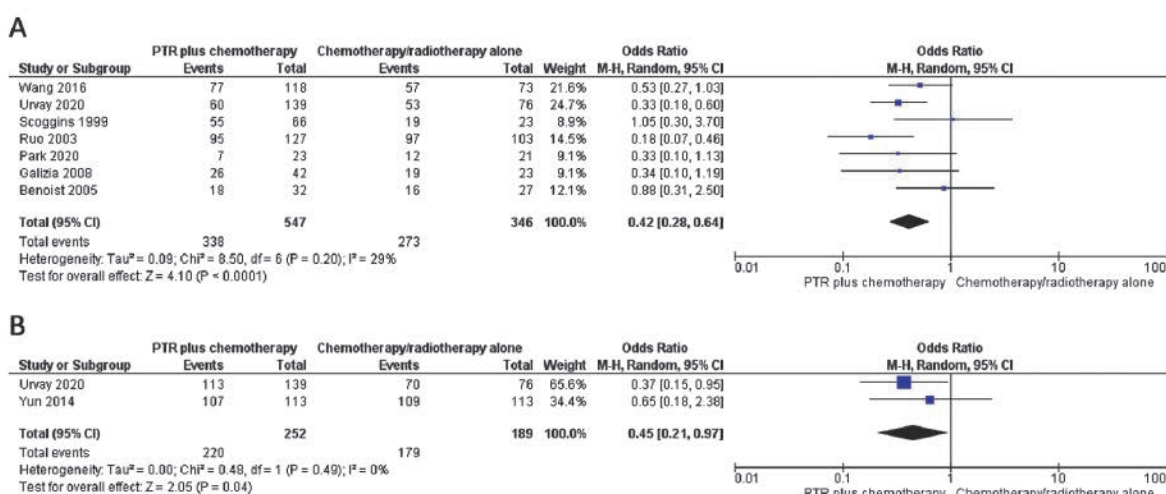 A
PTR plus chemotherapy Chemotherapy/radiotherapy alone Odds Ratio Odds Ratio
Study or Subgroup Events Total Events Total Weight M-H, Random, 95% CI M-H, Random, 95% CI
Wang 2016 77 118 57 73 21.6% 0.53 [0.27, 1.03]
Urvay 2020 60 139 53 76 24.7% 0.33 [0.18, 0.60]
Scoggins 1999 55 66 19 23 8.9% 1.05 [0.30, 3.70]
Ruo 2003 95 127 97 103 14.5% 0.18 [0.07, 0.46]
Park 2020 7 23 12 21 9.1% 0.33 [0.10, 1.13]
Galizia 2008 26 42 19 23 9.1% 0.34 [0.10, 1.19]
Benoist 2005 18 32 16 27 12.1% 0.88 [0.31, 2.50]
Total (95% CI) 547 346 100.0% 0.42 [0.28, 0.64]
Total events 338 273
Heterogeneity: Tau² = 0.09; Chi² = 8.50, df = 6 (P = 0.20); I² = 29%
Test for overall effect: Z = 4.10 (P < 0.0001)
0.01 0.1 1 10 100
PTR plus chemotherapy Chemotherapy/radiotherapy alone
B
PTR plus chemotherapy Chemotherapy/radiotherapy alone Odds Ratio Odds Ratio
Study or Subgroup Events Total Events Total Weight M-H, Random, 95% CI M-H, Random, 95% CI
Urvay 2020 113 139 70 76 65.6% 0.37 [0.15, 0.95]
Yun 2014 107 113 109 113 34.4% 0.65 [0.18, 2.38]
Total (95% CI) 252 189 100.0% 0.45 [0.21, 0.97]
Total events 220 179
Heterogeneity: Tau² = 0.00; Chi² = 0.48, df = 1 (P = 0.49); I² = 0%
Test for overall effect: Z = 2.05 (P = 0.04)
0.01 0.1 1 10 100
PTR plus chemotherapy Chemotherapy/radiotherapy alone